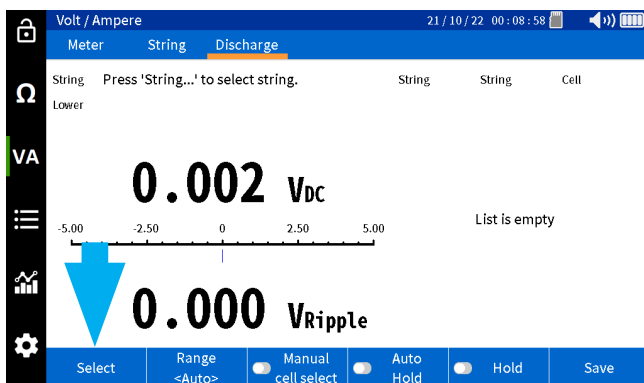 Volt / Ampere 21 / 10 / 22 00 : 08 : 58
Meter String Discharge
String Press 'String...' to select string. String String Cell
Lower
Ω
VA
0.002 VDC
-5.00 -2.50 0 2.50 5.00
List is empty
0.000 VRipple
Select Range <Auto> Manual cell select Auto Hold Hold Save